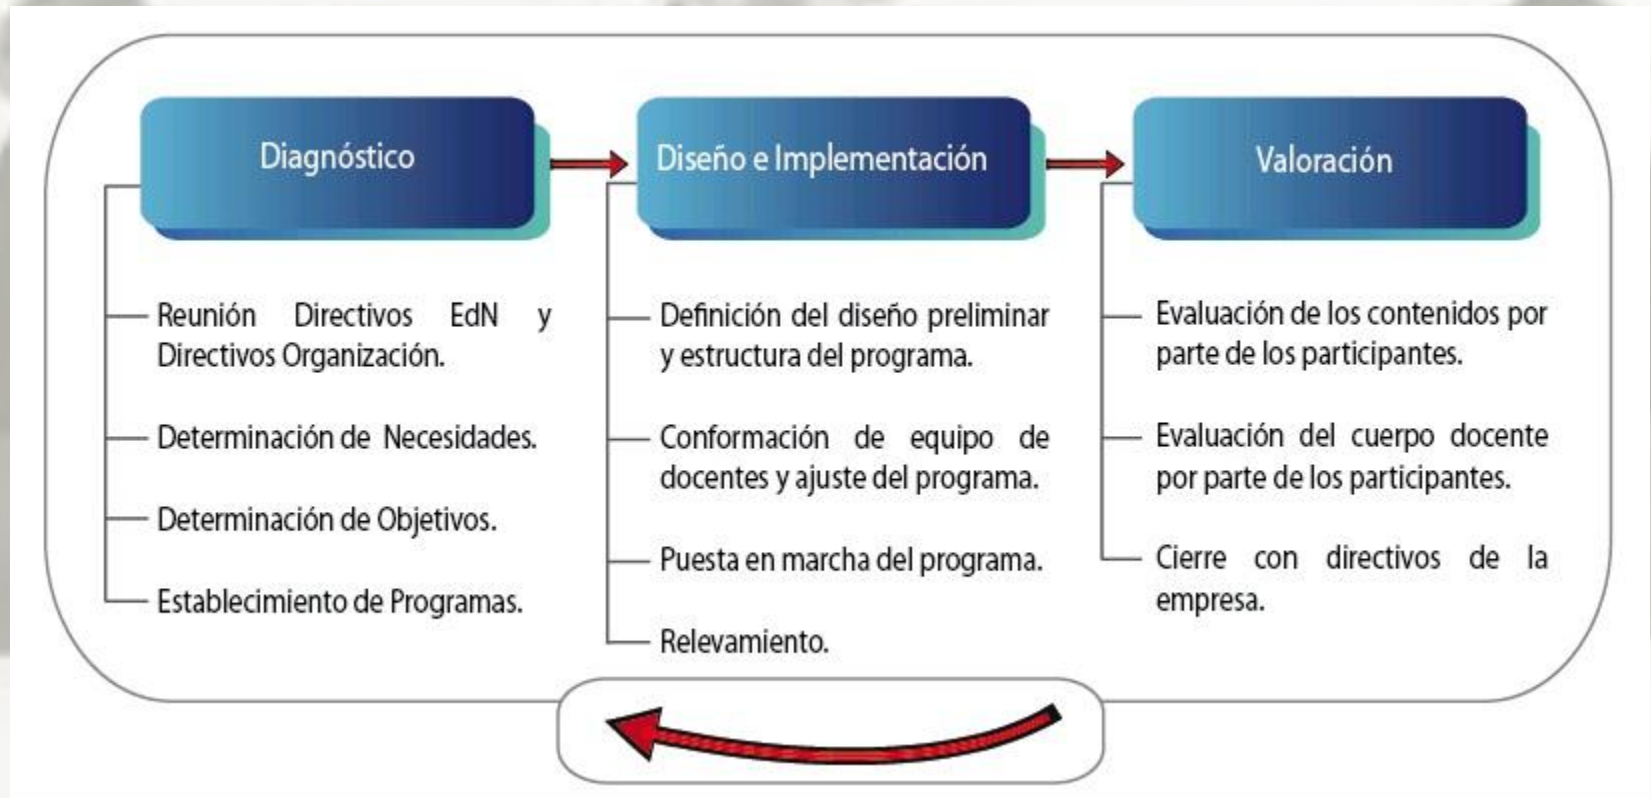 Diagnóstico
Reunión Directivos EdN y
Directivos Organización.
Determinación de Necesidades.
Determinación de Objetivos.
Establecimiento de Programas.
Diseño e Implementación
Definición del diseño preliminar
y estructura del programa.
Conformación de equipo de
docentes y ajuste del programa.
Puesta en marcha del programa.
Relevamiento.
Valoración
Evaluación de los contenidos por
parte de los participantes.
Evaluación del cuerpo docente
por parte de los participantes.
Cierre con directivos de la
empresa.